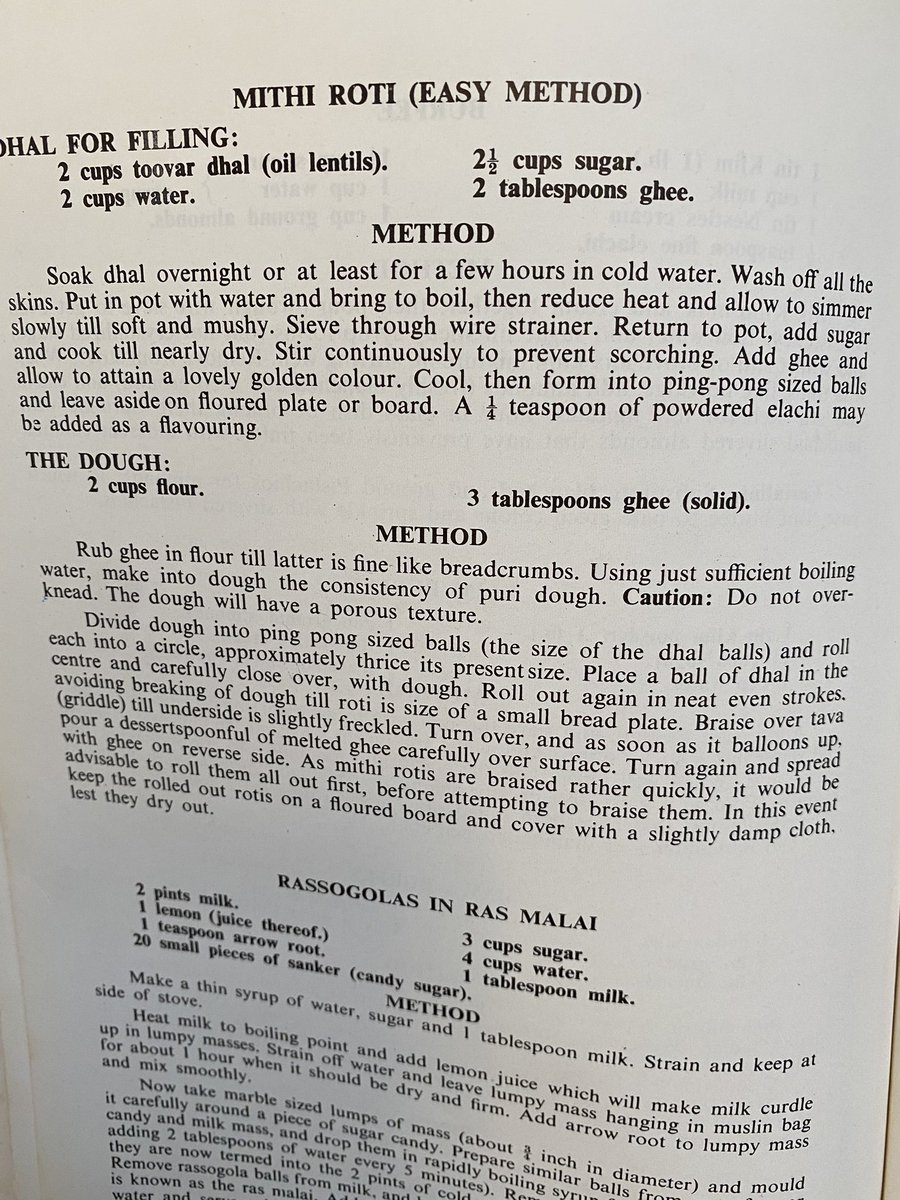 MITHI ROTI (EASY METHOD)
DHAL FOR FILLING:
2 cups toovar dhal (oil lentils).
2½ cups sugar.
2 cups water.
2 tablespoons ghee.
METHOD
Soak dhal overnight or at least for a few hours in cold water. Wash off all the
skins. Put in pot with water and bring to boil, then reduce heat and allow to simmer
slowly till soft and mushy. Sieve through wire strainer. Return to pot, add sugar
and cook till nearly dry. Stir continuously to prevent scorching. Add ghee and
allow to attain a lovely golden colour. Cool, then form into ping-pong sized balls
and leave aside on floured plate or board. A ¼ teaspoon of powdered elachi may
be added as a flavouring.
THE DOUGH:
2 cups flour.
3 tablespoons ghee (solid).
METHOD
Rub ghee in flour till latter is fine like breadcrumbs. Using just sufficient boiling
water, make into dough the consistency of puri dough. Caution: Do not over-
knead. The dough will have a porous texture.
Divide dough into ping pong sized balls (the size of the dhal balls) and roll
each into a circle, approximately thrice its present size. Place a ball of dhal in the
centre and carefully close over, with dough. Roll out again in neat even strokes.
avoiding breaking of dough till roti is size of a small bread plate. Braise over tava
(griddle) till underside is slightly freckled. Turn over, and as soon as it balloons up,
pour a dessertspoonful of melted ghee carefully over surface. Turn again and spread
with ghee on reverse side. As mithi rotis are braised rather quickly, it would be
advisable to roll them all out first, before attempting to braise them. In this event
keep the rolled out rotis on a floured board and cover with a slightly damp cloth,
lest they dry out.
RASSOGOLAS IN RAS MALAI
2 pints milk.
3 cups sugar.
1 lemon (juice thereof.)
4 cups water.
1 teaspoon arrow root.
1 tablespoon milk.
20 small pieces of sanker (candy sugar).
METHOD
Make a thin syrup of water, sugar and 1 tablespoon milk. Strain and keep at
side of stove.
Heat milk to boiling point and add lemon juice which will make milk curdle
up in lumpy masses. Strain off water and leave lumpy mass hanging in muslin bag
for about 1 hour when it should be dry and firm. Add arrow root to lumpy mass
and mix smoothly.
Now take marble sized lumps of mass (about ¾ inch in diameter) and mould
it carefully around a piece of sugar candy. Prepare similar balls from
candy and milk mass, and drop them in rapidly boiling syrup
adding 2 tablespoons of water every 5 minutes).
they are now termed into the 2 pints of cold
Remove rassogola balls from milk, and
is known as the ras malai.
water and